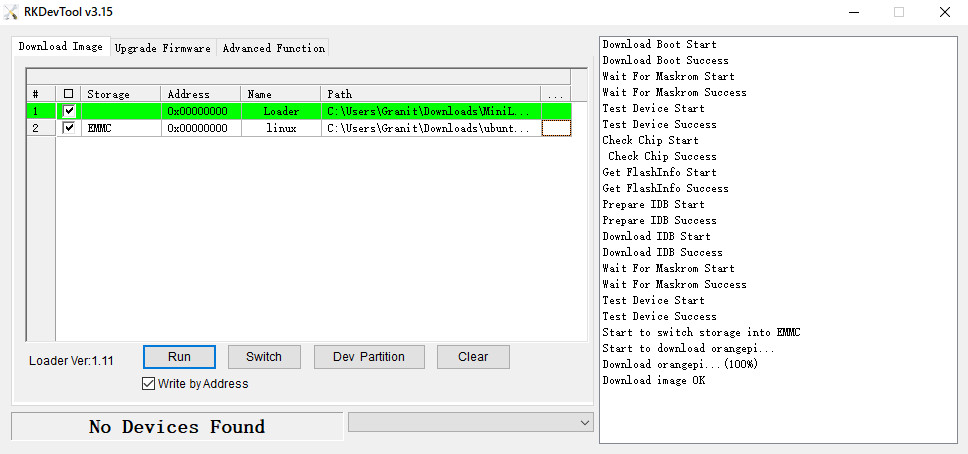 RKDevTool v3.15
Download Image Upgrade Firmware Advanced Function
# Storage Address Name Path ...
1 0x00000000 Loader C:\Users\Granit\Downloads\MiniL...
2 EMMC 0x00000000 linux C:\Users\Granit\Downloads\ubunt...
Loader Ver:1.11 Run Switch Dev Partition Clear
Write by Address
No Devices Found
Download Boot Start
Download Boot Success
Wait For Maskrom Start
Wait For Maskrom Success
Test Device Start
Test Device Success
Check Chip Start
Check Chip Success
Get FlashInfo Start
Get FlashInfo Success
Prepare IDB Start
Prepare IDB Success
Download IDB Start
Download IDB Success
Wait For Maskrom Start
Wait For Maskrom Success
Test Device Start
Test Device Success
Start to switch storage into EMMC
Start to download orangepi...
Download orangepi...(100%)
Download image OK